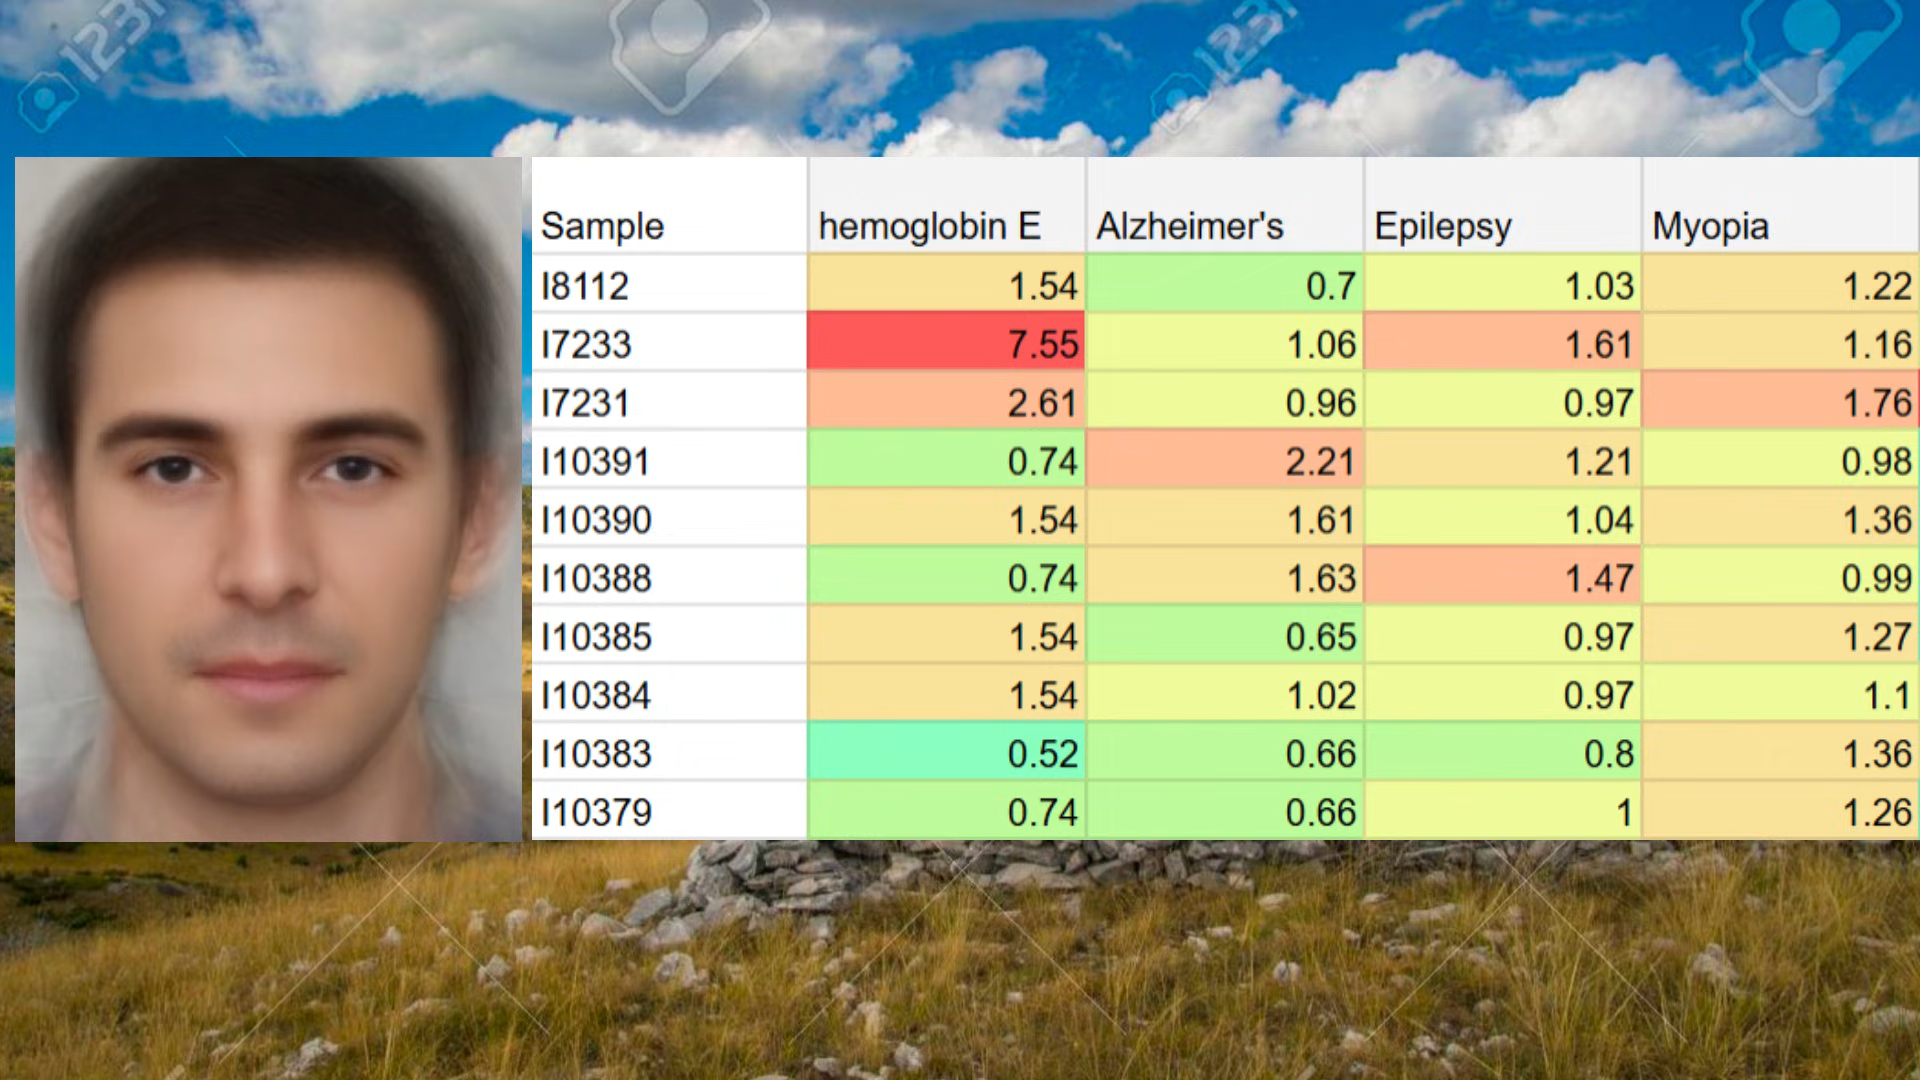 123
123
Sample hemoglobin E Alzheimer's Epilepsy Myopia
I8112 1.54 0.7 1.03 1.22
I7233 7.55 1.06 1.61 1.16
I7231 2.61 0.96 0.97 1.76
I10391 0.74 2.21 1.21 0.98
I10390 1.54 1.61 1.04 1.36
I10388 0.74 1.63 1.47 0.99
I10385 1.54 0.65 0.97 1.27
I10384 1.54 1.02 0.97 1.1
I10383 0.52 0.66 0.8 1.36
I10379 0.74 0.66 1 1.26